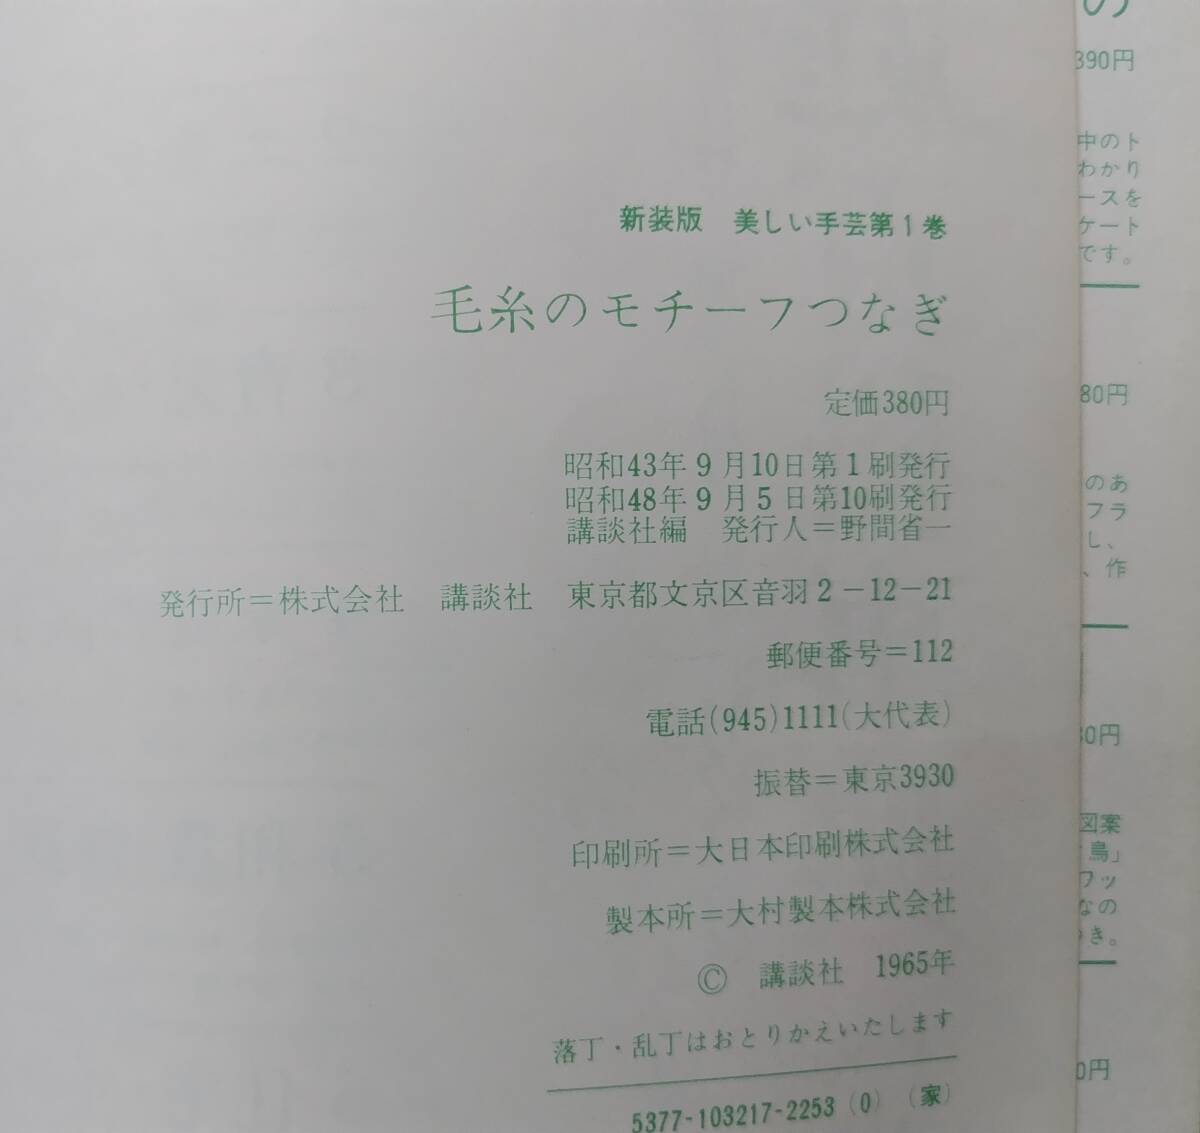 新装版 美しい手芸第1巻
毛糸のモチーフつなぎ
定価380円
昭和43年9月10日第1刷発行
昭和48年9月5日第10刷発行
講談社編 発行人=野間省一
発行所=株式会社 講談社 東京都文京区音羽2-12-21
郵便番号=112
電話(945)1111(大代表)
振替=東京3930
印刷所=大日本印刷株式会社
製本所=大村製本株式会社
© 講談社 1965年
落丁・乱丁はおとりかえいたします
5377-103217-2253(0) (家)
の
390円
中のト
わかり
ースを
ケート
です。
80円
のあ
フラ
し、
、作
80円
図案
鳥」
ワッ
なの
き。
0円